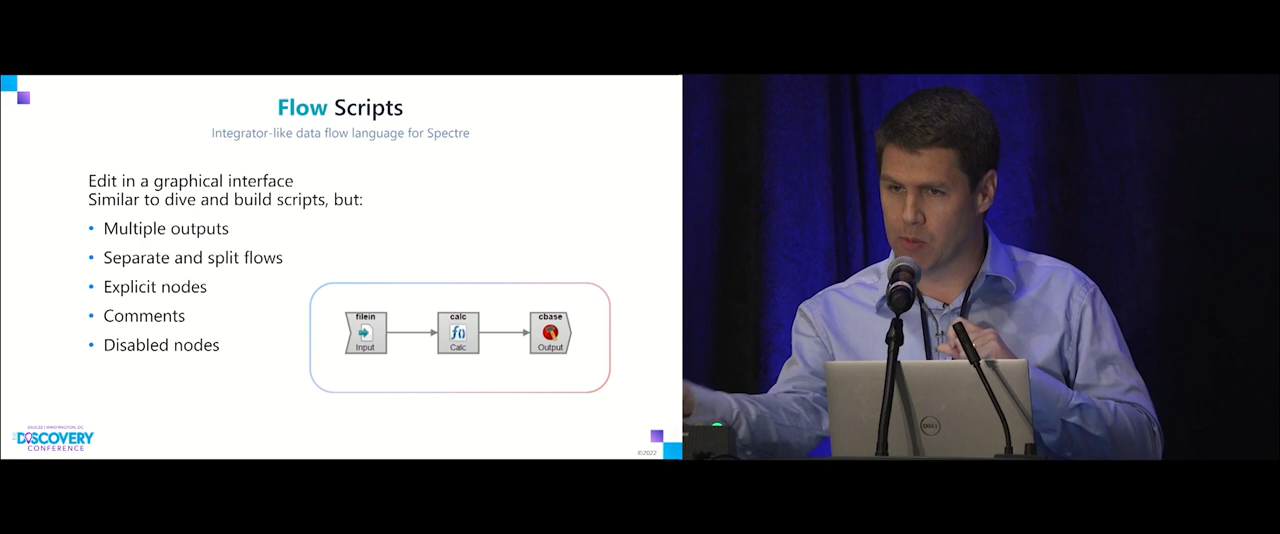 Flow Scripts
Integrator-like data flow language for Spectre
Edit in a graphical interface
Similar to dive and build scripts, but:
• Multiple outputs
• Separate and split flows
• Explicit nodes
• Comments
• Disabled nodes
filein
Input
calc
f()
Calc
cbase
Output
DISCOVERY
CONFERENCE
©2022
DELL